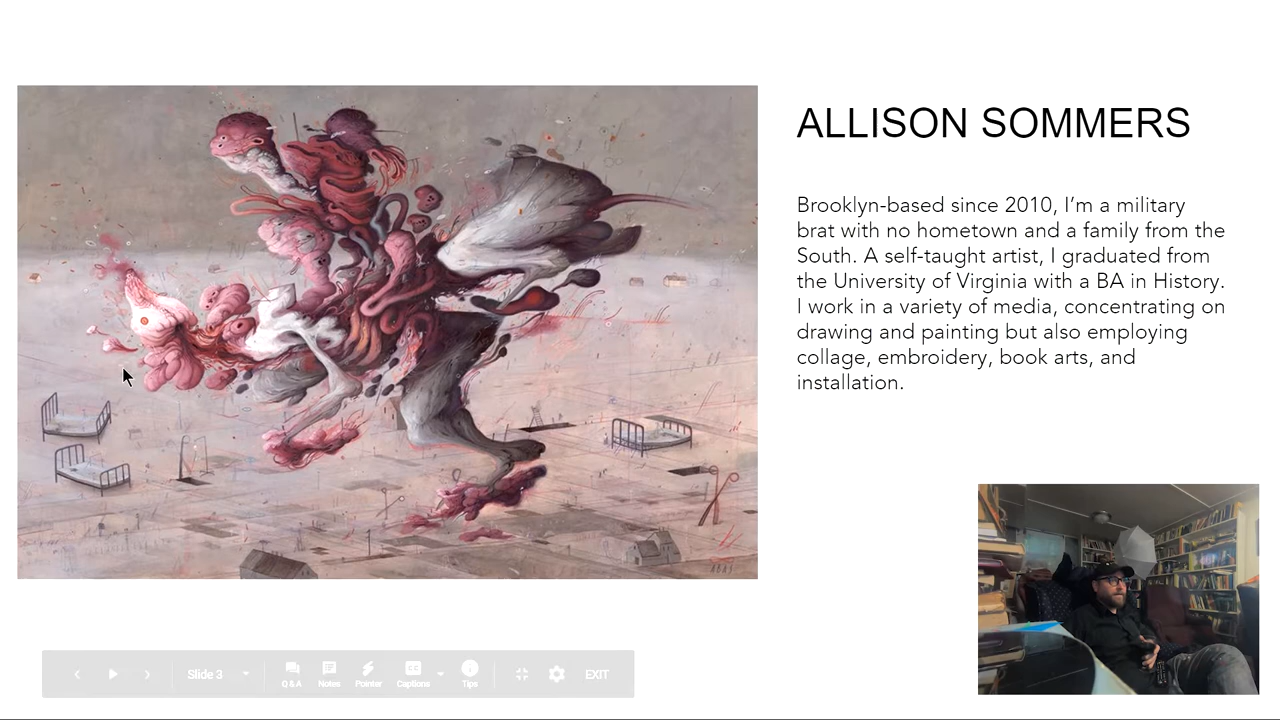 ALLISON SOMMERS
Brooklyn-based since 2010, I’m a military
brat with no hometown and a family from the
South. A self-taught artist, I graduated from
the University of Virginia with a BA in History.
I work in a variety of media, concentrating on
drawing and painting but also employing
collage, embroidery, book arts, and
installation.
Slide 3
Q & A
Notes
Pointer
CC
Captions
Tips
EXIT